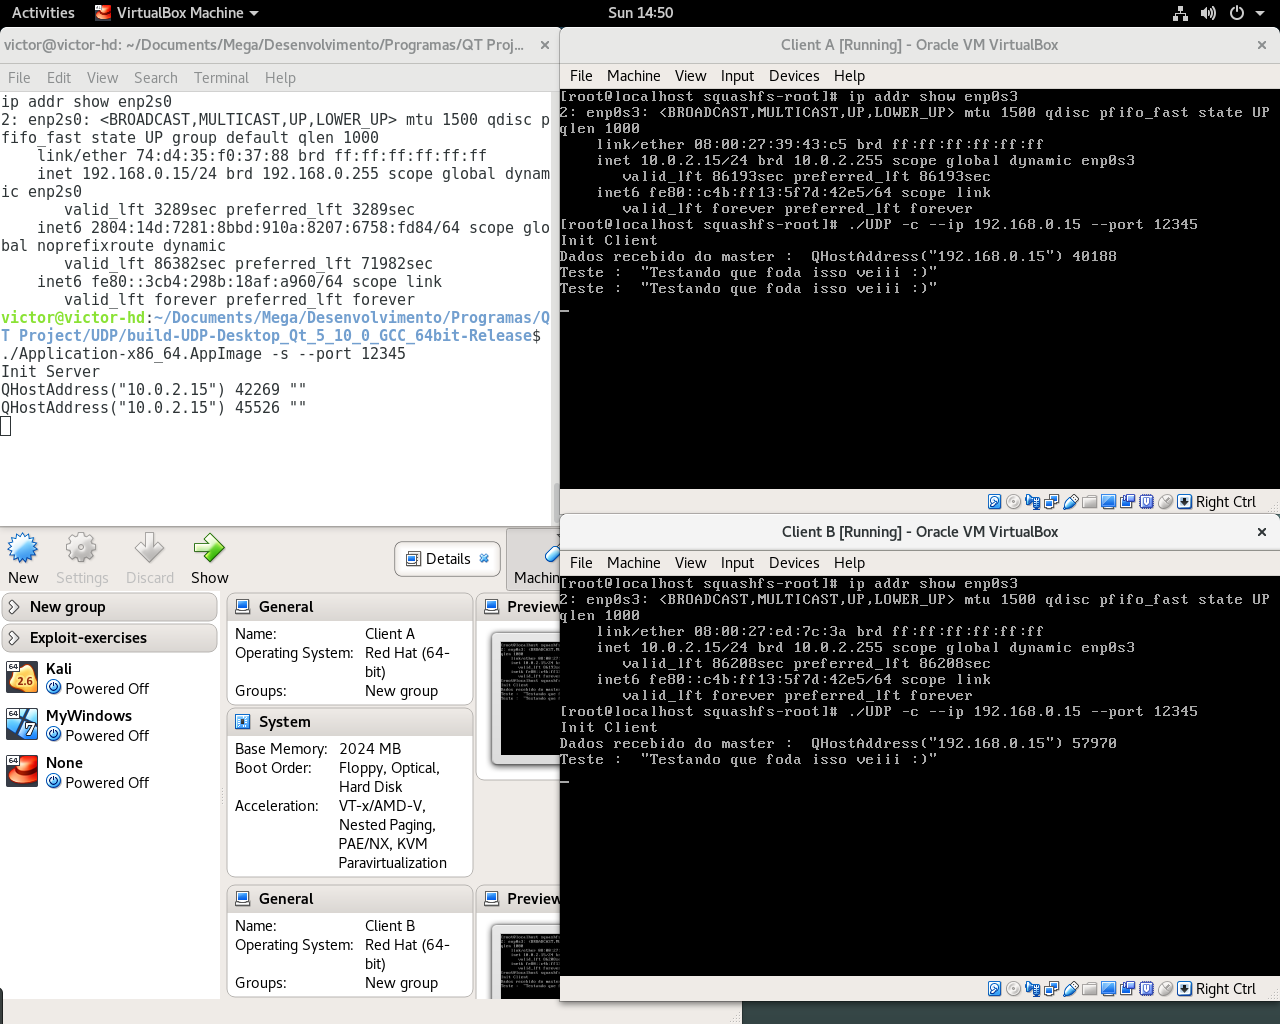 Activities VirtualBox Machine Sun 14:50
victor@victor-hd: ~/Documents/Mega/Desenvolvimento/Programas/QT Proj...
File Edit View Search Terminal Help
ip addr show enp2s0
2: enp2s0: <BROADCAST,MULTICAST,UP,LOWER_UP> mtu 1500 qdisc p
fifo_fast state UP group default qlen 1000
link/ether 74:d4:35:f0:37:88 brd ff:ff:ff:ff:ff:ff
inet 192.168.0.15/24 brd 192.168.0.255 scope global dynam
ic enp2s0
valid_lft 3289sec preferred_lft 3289sec
inet6 2804:14d:7281:8bbd:910a:8207:6758:fd84/64 scope glo
bal noprefixroute dynamic
valid_lft 86382sec preferred_lft 71982sec
inet6 fe80::3cb4:298b:18af:a960/64 scope link
valid_lft forever preferred_lft forever
victor@victor-hd:~/Documents/Mega/Desenvolvimento/Programas/Q
T Project/UDP/build-UDP-Desktop_Qt_5_10_0_GCC_64bit-Release$
./Application-x86_64.AppImage -s --port 12345
Init Server
QHostAddress("10.0.2.15") 42269 ""
QHostAddress("10.0.2.15") 45526 ""
Client A [Running] - Oracle VM VirtualBox
File Machine View Input Devices Help
[root@localhost squashfs-root]# ip addr show enp0s3
2: enp0s3: <BROADCAST,MULTICAST,UP,LOWER_UP> mtu 1500 qdisc pfifo_fast state UP
qlen 1000
link/ether 08:00:27:39:43:c5 brd ff:ff:ff:ff:ff:ff
inet 10.0.2.15/24 brd 10.0.2.255 scope global dynamic enp0s3
valid_lft 86193sec preferred_lft 86193sec
inet6 fe80::c4b:ff13:5f7d:42e5/64 scope link
valid_lft forever preferred_lft forever
[root@localhost squashfs-root]# ./UDP -c --ip 192.168.0.15 --port 12345
Init Client
Dados recebido do master :  QHostAddress("192.168.0.15") 40188
Teste :  "Testando que foda isso veiii :)"
Teste :  "Testando que foda isso veiii :)"
Right Ctrl
Client B [Running] - Oracle VM VirtualBox
File Machine View Input Devices Help
[root@localhost squashfs-root]# ip addr show enp0s3
2: enp0s3: <BROADCAST,MULTICAST,UP,LOWER_UP> mtu 1500 qdisc pfifo_fast state UP
qlen 1000
link/ether 08:00:27:ed:7c:3a brd ff:ff:ff:ff:ff:ff
inet 10.0.2.15/24 brd 10.0.2.255 scope global dynamic enp0s3
valid_lft 86208sec preferred_lft 86208sec
inet6 fe80::c4b:ff13:5f7d:42e5/64 scope link
valid_lft forever preferred_lft forever
[root@localhost squashfs-root]# ./UDP -c --ip 192.168.0.15 --port 12345
Init Client
Dados recebido do master :  QHostAddress("192.168.0.15") 57970
Teste :  "Testando que foda isso veiii :)"
Right Ctrl
New Settings Discard Show Details Machin
New group
Exploit-exercises
64 2.6 Kali
Powered Off
64 7 MyWindows
Powered Off
64 None
Powered Off
General
Name: Client A
Operating System: Red Hat (64-
bit)
Groups: New group
Preview
System
Base Memory: 2024 MB
Boot Order: Floppy, Optical,
Hard Disk
Acceleration: VT-x/AMD-V,
Nested Paging,
PAE/NX, KVM
Paravirtualization
General
Name: Client B
Operating System: Red Hat (64-
bit)
Groups: New group
Preview